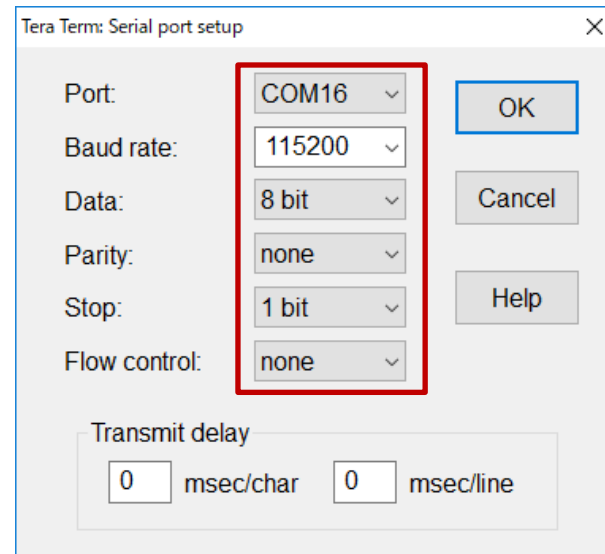 Tera Term: Serial port setup
Port: COM16 OK
Baud rate: 115200
Data: 8 bit Cancel
Parity: none
Stop: 1 bit Help
Flow control: none
Transmit delay
0 msec/char 0 msec/line